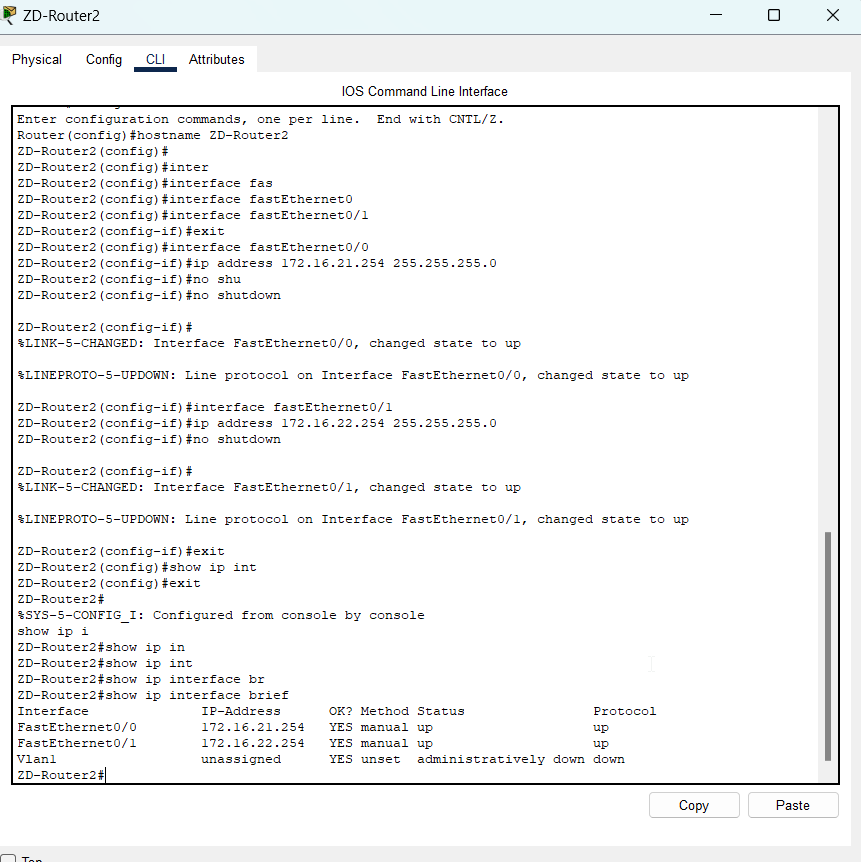 ZD-Router2
Physical Config CLI Attributes
IOS Command Line Interface
Enter configuration commands, one per line.  End with CNTL/Z.
Router(config)#hostname ZD-Router2
ZD-Router2(config)#
ZD-Router2(config)#inter
ZD-Router2(config)#interface fas
ZD-Router2(config)#interface fastEthernet0
ZD-Router2(config)#interface fastEthernet0/1
ZD-Router2(config-if)#exit
ZD-Router2(config)#interface fastEthernet0/0
ZD-Router2(config-if)#ip address 172.16.21.254 255.255.255.0
ZD-Router2(config-if)#no shu
ZD-Router2(config-if)#no shutdown
ZD-Router2(config-if)#
%LINK-5-CHANGED: Interface FastEthernet0/0, changed state to up
%LINEPROTO-5-UPDOWN: Line protocol on Interface FastEthernet0/0, changed state to up
ZD-Router2(config-if)#interface fastEthernet0/1
ZD-Router2(config-if)#ip address 172.16.22.254 255.255.255.0
ZD-Router2(config-if)#no shutdown
ZD-Router2(config-if)#
%LINK-5-CHANGED: Interface FastEthernet0/1, changed state to up
%LINEPROTO-5-UPDOWN: Line protocol on Interface FastEthernet0/1, changed state to up
ZD-Router2(config-if)#exit
ZD-Router2(config)#show ip int
ZD-Router2(config)#exit
ZD-Router2#
%SYS-5-CONFIG_I: Configured from console by console
show ip i
ZD-Router2#show ip in
ZD-Router2#show ip int
ZD-Router2#show ip interface br
ZD-Router2#show ip interface brief
Interface              IP-Address      OK? Method Status                Protocol
FastEthernet0/0        172.16.21.254   YES manual up                    up
FastEthernet0/1        172.16.22.254   YES manual up                    up
Vlan1                  unassigned      YES unset  administratively down down
ZD-Router2#
Copy Paste
Top